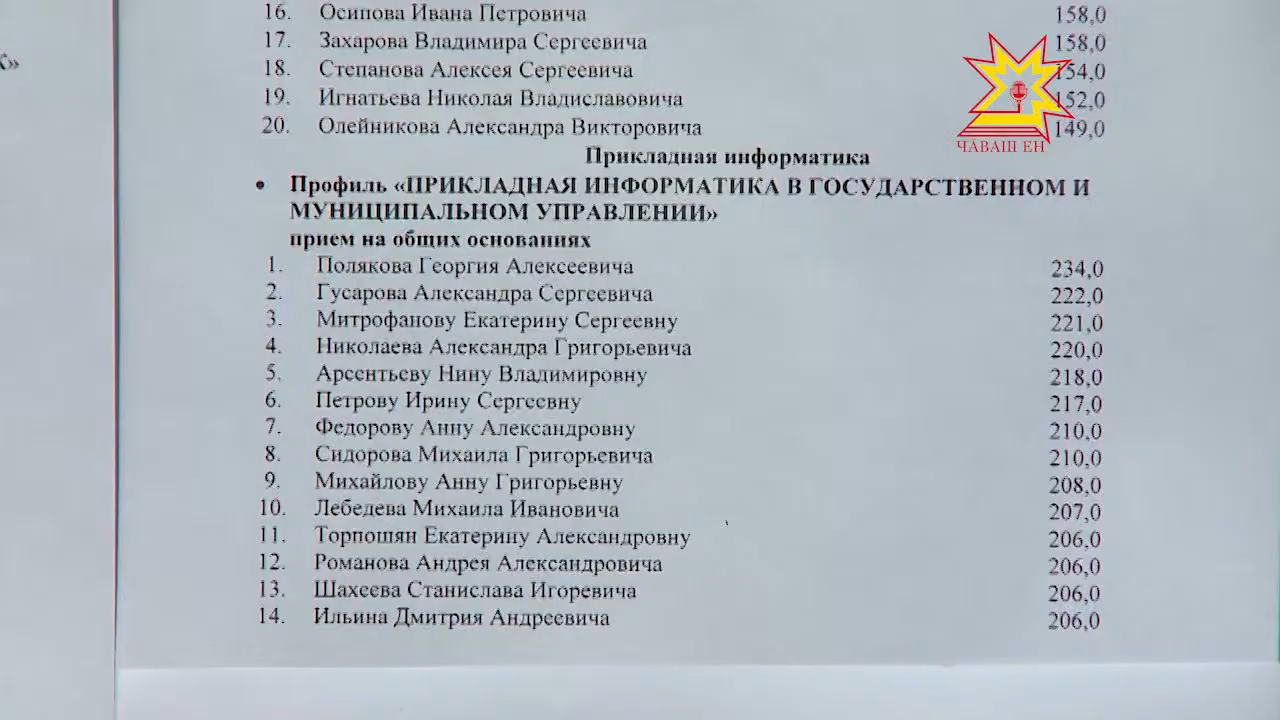 К»
16. Осипова Ивана Петровича 158,0
17. Захарова Владимира Сергеевича 158,0
18. Степанова Алексея Сергеевича 154,0
19. Игнатьева Николая Владиславовича 152,0
20. Олейникова Александра Викторовича 149,0
ЧӐВАШ ЕН
Прикладная информатика
• Профиль «ПРИКЛАДНАЯ ИНФОРМАТИКА В ГОСУДАРСТВЕННОМ И
МУНИЦИПАЛЬНОМ УПРАВЛЕНИИ»
прием на общих основаниях
1. Полякова Георгия Алексеевича 234,0
2. Гусарова Александра Сергеевича 222,0
3. Митрофанову Екатерину Сергеевну 221,0
4. Николаева Александра Григорьевича 220,0
5. Арсентьеву Нину Владимировну 218,0
6. Петрову Ирину Сергеевну 217,0
7. Федорову Анну Александровну 210,0
8. Сидорова Михаила Григорьевича 210,0
9. Михайлову Анну Григорьевну 208,0
10. Лебедева Михаила Ивановича 207,0
11. Торпошян Екатерину Александровну 206,0
12. Романова Андрея Александровича 206,0
13. Шахеева Станислава Игоревича 206,0
14. Ильина Дмитрия Андреевича 206,0